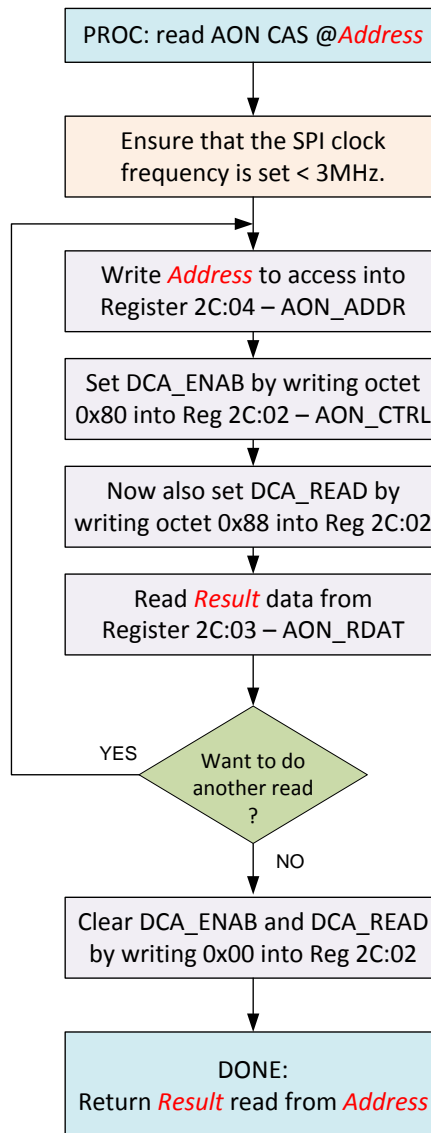 PROC: read AON CAS @Address
Ensure that the SPI clock
frequency is set < 3MHz.
Write Address to access into
Register 2C:04 – AON_ADDR
Set DCA_ENAB by writing octet
0x80 into Reg 2C:02 – AON_CTRL
Now also set DCA_READ by
writing octet 0x88 into Reg 2C:02
Read Result data from
Register 2C:03 – AON_RDAT
YES
Want to do
another read
?
NO
Clear DCA_ENAB and DCA_READ
by writing 0x00 into Reg 2C:02
DONE:
Return Result read from Address